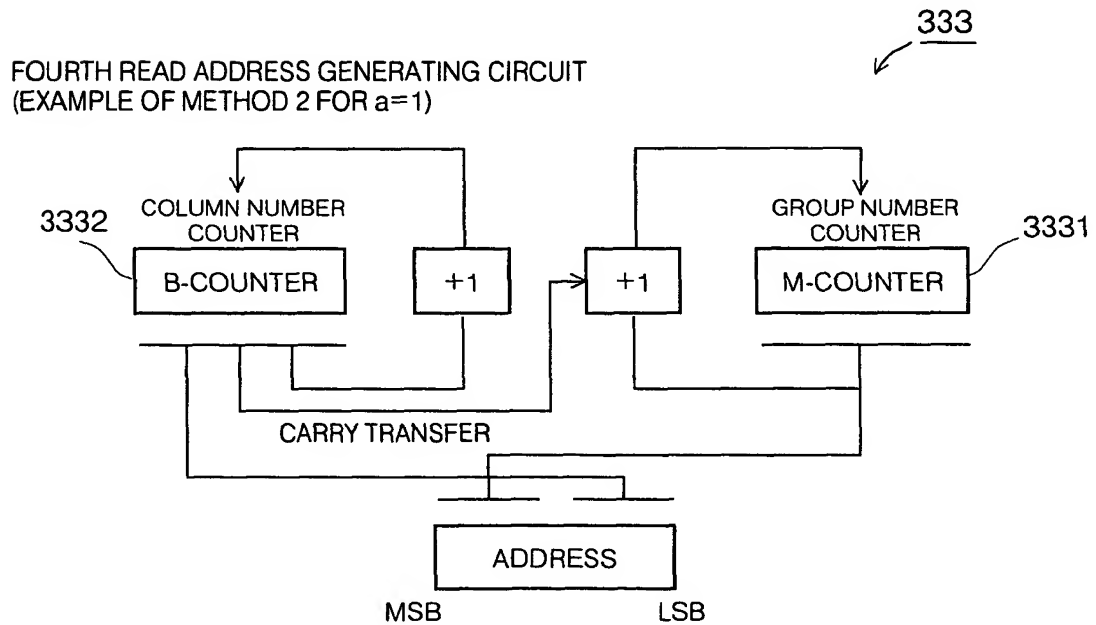 333
FOURTH READ ADDRESS GENERATING CIRCUIT
(EXAMPLE OF METHOD 2 FOR a=1)
3332
COLUMN NUMBER
COUNTER
B-COUNTER
+1
+1
GROUP NUMBER
COUNTER
M-COUNTER
3331
CARRY TRANSFER
ADDRESS
MSB
LSB